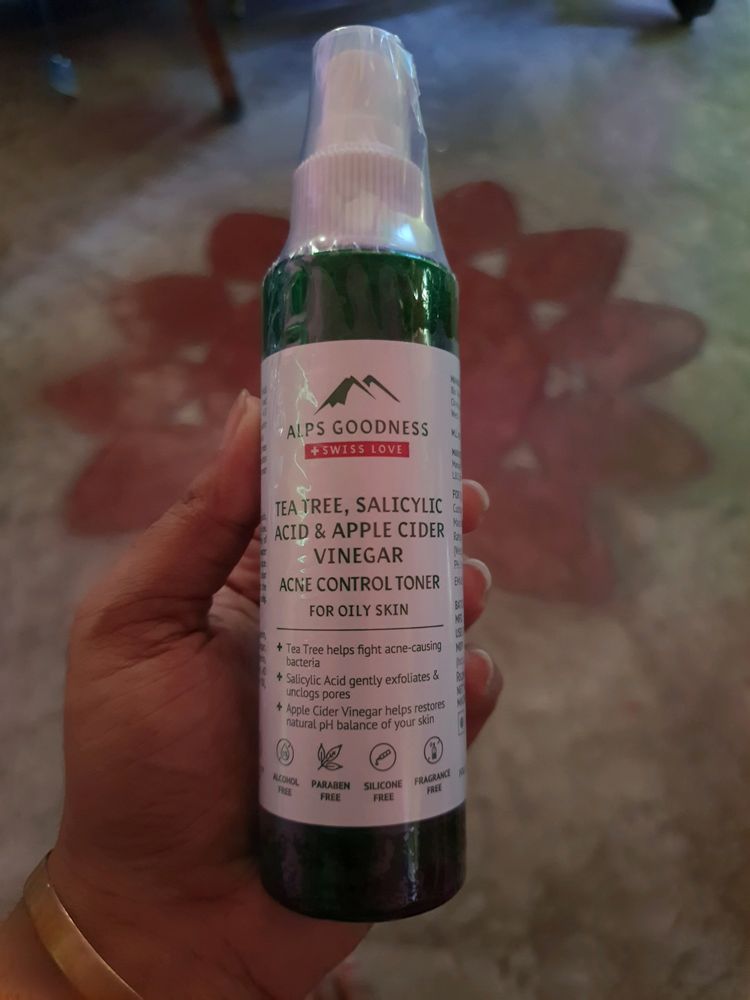 ALPS GOODNESS
+ SWISS LOVE
TEA TREE, SALICYLIC
ACID & APPLE CIDER
VINEGAR
ACNE CONTROL TONER
FOR OILY SKIN
+ Tea Tree helps fight acne-causing
bacteria
+ Salicylic Acid gently exfoliates &
unclogs pores
+ Apple Cider Vinegar helps restores
natural pH balance of your skin
ALCOHOL
FREE
PARABEN
FREE
SILICONE
FREE
FRAGRANCE
FREE